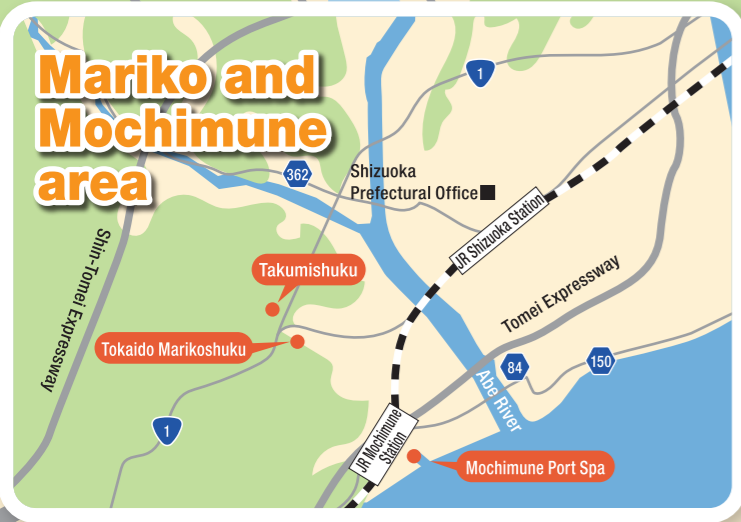 Mariko and
Mochimune
area
1
362
Shizuoka
Prefectural Office
JR Shizuoka Station
Shin-Tomei Expressway
Takumishuku
Tomei Expressway
Tokaido Marikoshuku
84
150
Abe River
1
JR Mochimune
Station
Mochimune Port Spa